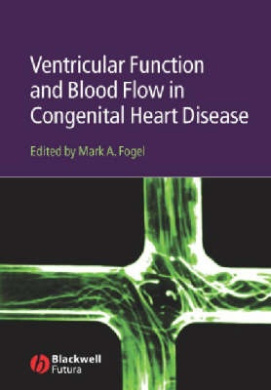 Ventricular Function
and Blood Flow in
Congenital Heart Disease
Edited by Mark A. Fogel
Blackwell
Futura